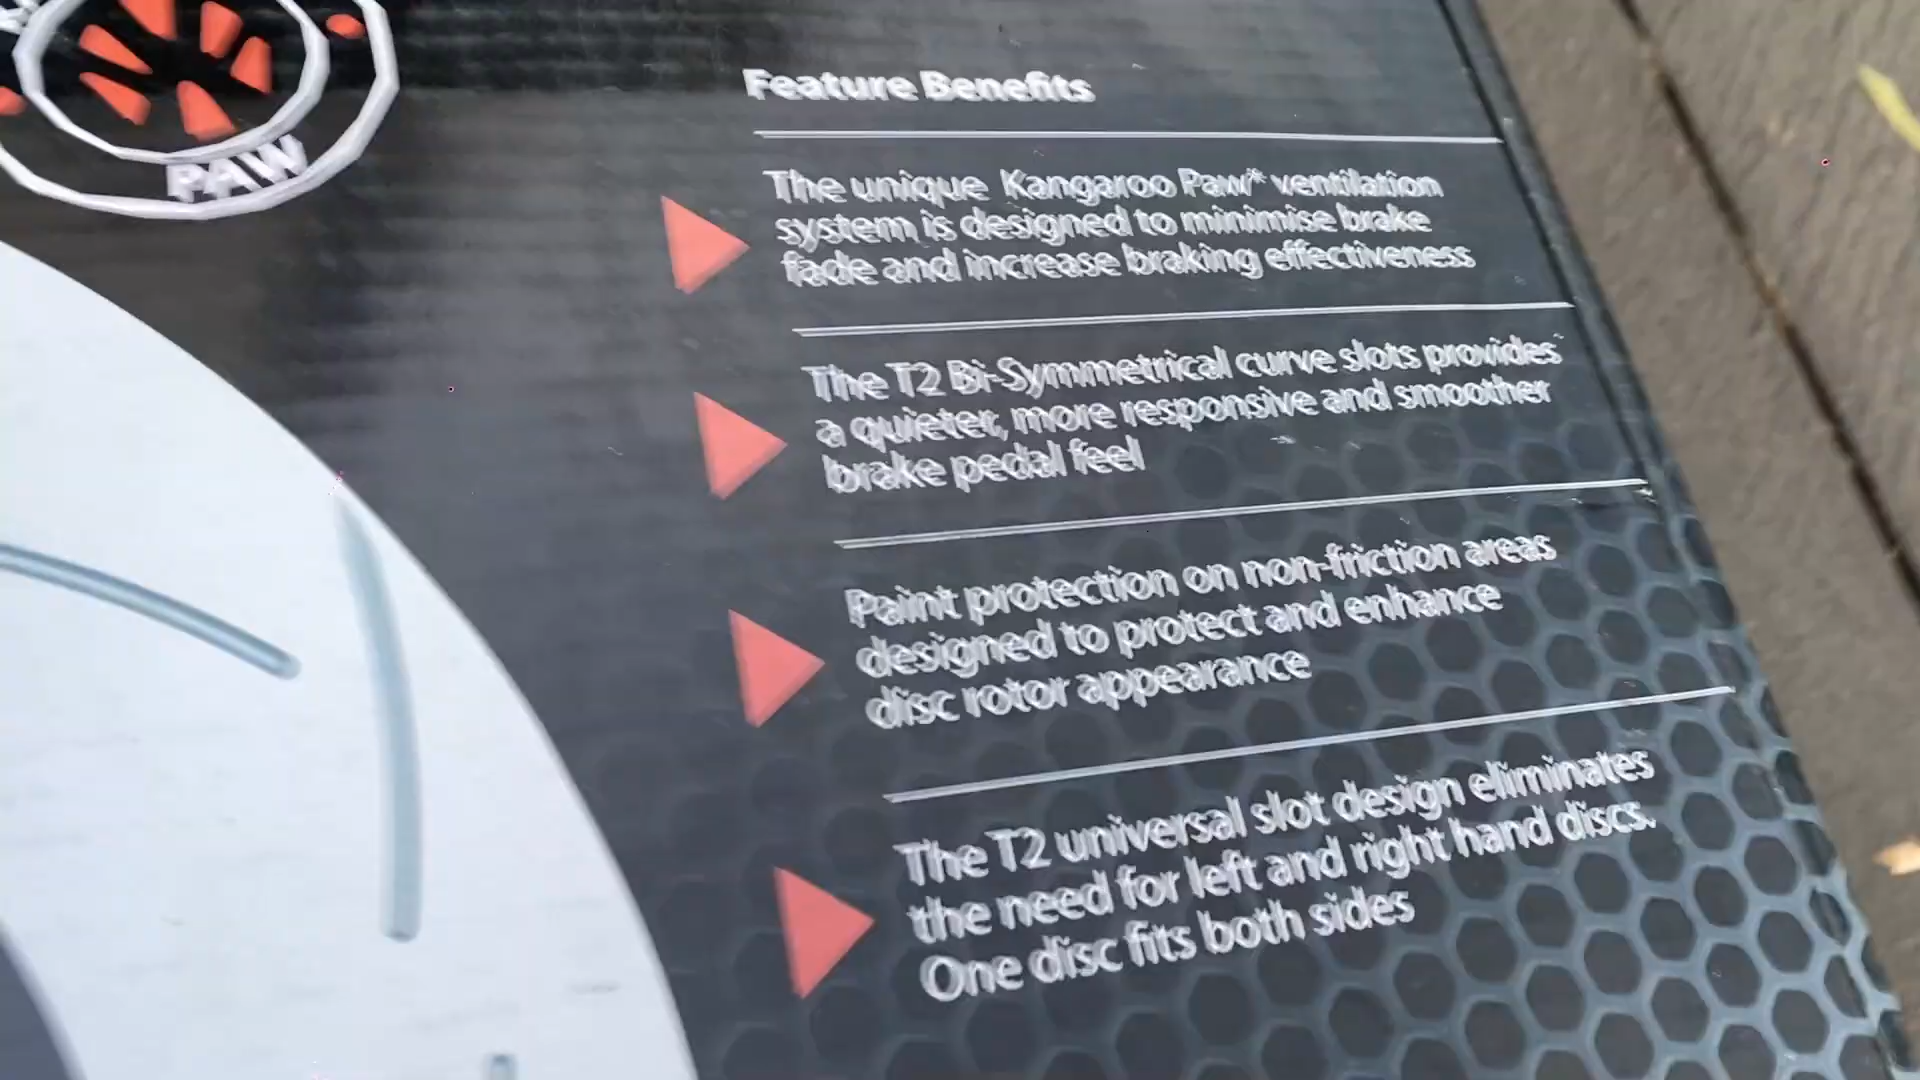 PAW
Feature Benefits
The unique Kangaroo Paw* ventilation
system is designed to minimise brake
fade and increase braking effectiveness
The T2 Bi-Symmetrical curve slots provides
a quieter, more responsive and smoother
brake pedal feel
Paint protection on non-friction areas
designed to protect and enhance
disc rotor appearance
The T2 universal slot design eliminates
the need for left and right hand discs.
One disc fits both sides